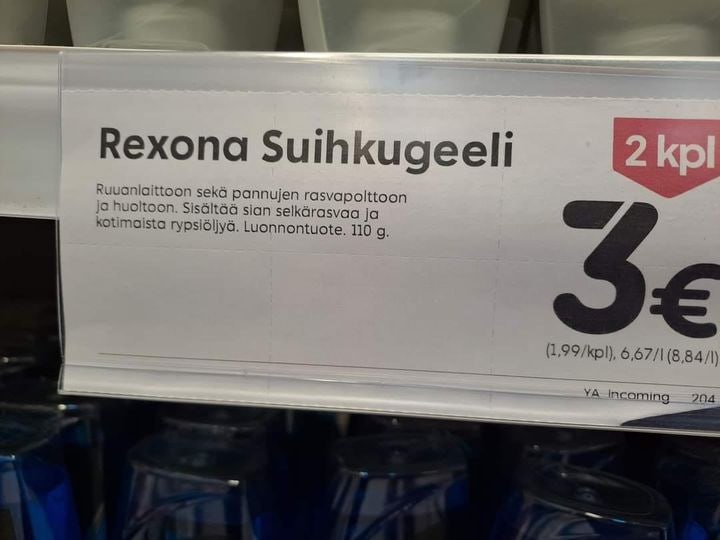 Rexona Suihkugeeli
Ruuanlaittoon sekä pannujen rasvapolttoon
ja huoltoon. Sisältää sian selkärasvaa ja
kotimaista rypsiöljyä. Luonnontuote. 110 g.
2 kpl
3€
(1,99/kpl), 6,67/l (8,84/l)
YA Incoming 204